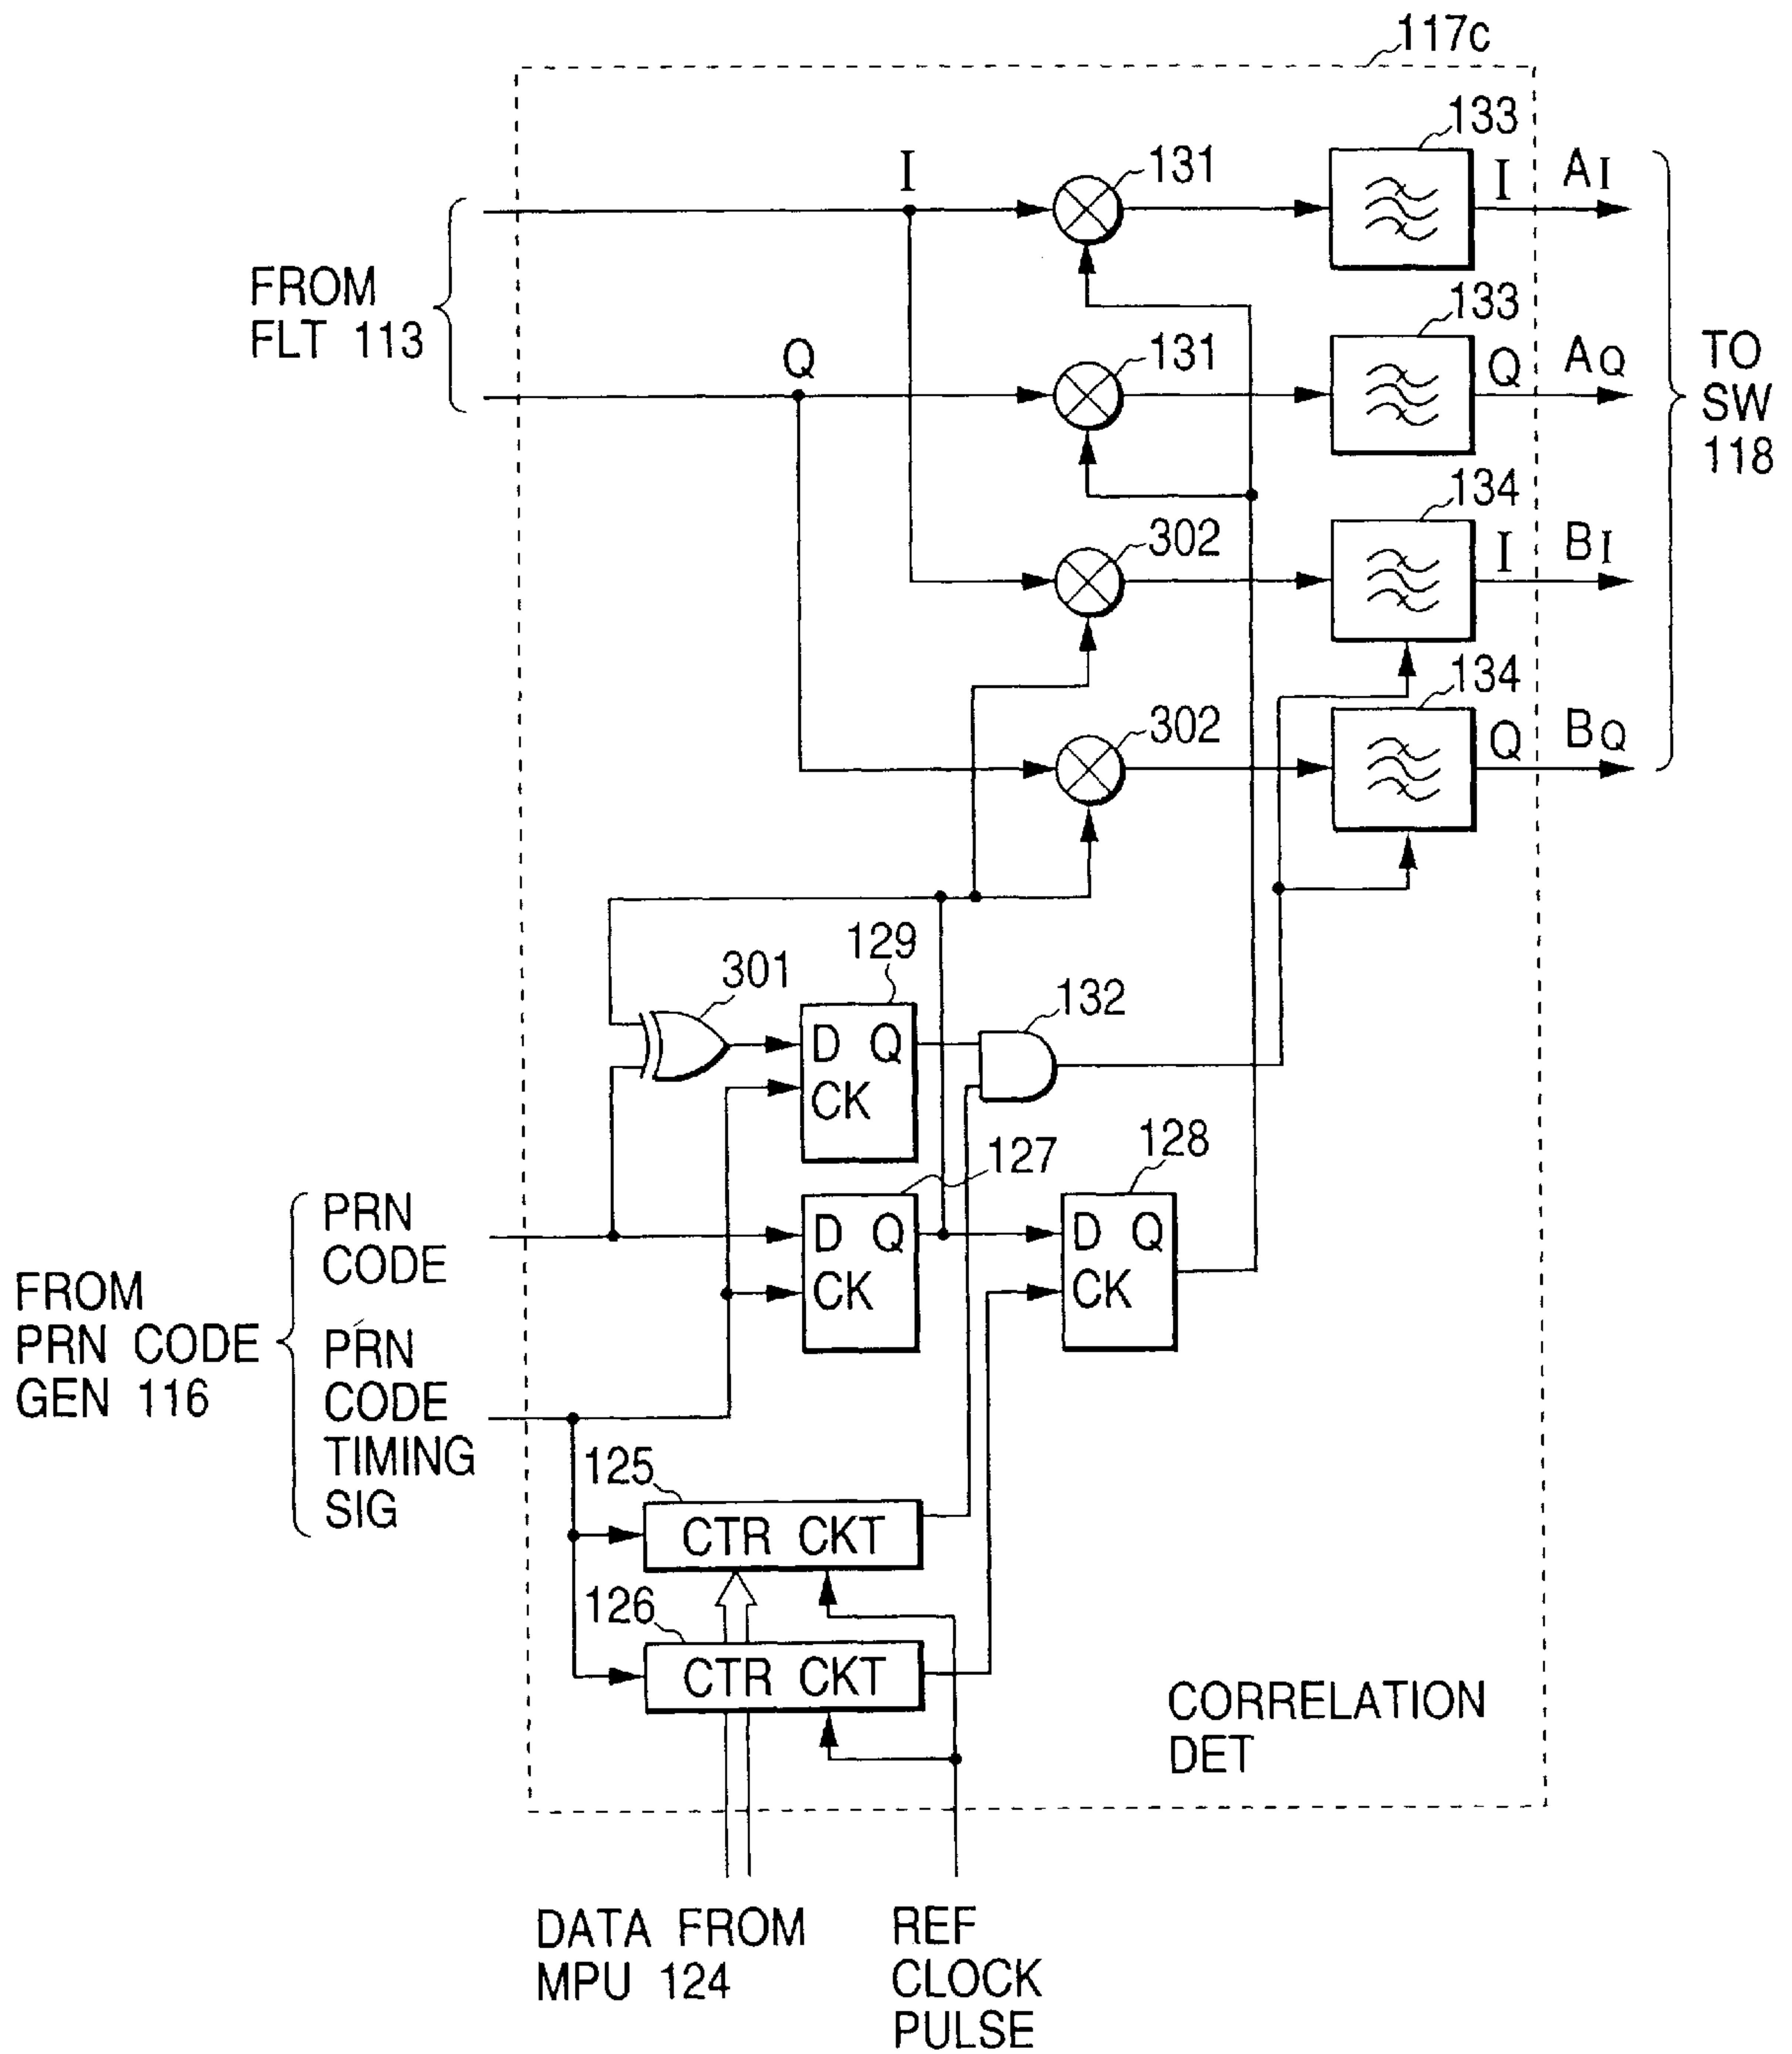 117c
133
I
131
I
AI
FROM
FLT 113
133
Q
131
Q
AQ
TO
SW
118
134
302
I
BI
134
302
Q
BQ
129
301
132
D Q
CK
127
128
PRN
CODE
D Q
CK
D Q
CK
FROM
PRN CODE
GEN 116
PRN
CODE
TIMING
SIG
125
CTR CKT
126
CTR CKT
CORRELATION
DET
DATA FROM
MPU 124
REF
CLOCK
PULSE